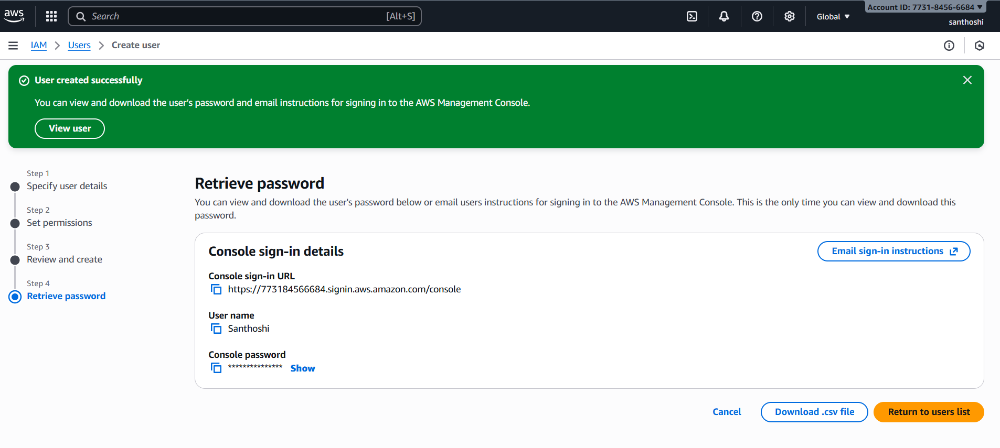 aws
Search
[Alt+S]
Global ▼
Account ID: 7731-8456-6684 ▼
santhoshi
IAM > Users > Create user
User created successfully
You can view and download the user's password and email instructions for signing in to the AWS Management Console.
View user
Step 1
Specify user details
Step 2
Set permissions
Step 3
Review and create
Step 4
Retrieve password
Retrieve password
You can view and download the user's password below or email users instructions for signing in to the AWS Management Console. This is the only time you can view and download this
password.
Console sign-in details
Email sign-in instructions
Console sign-in URL
https://773184566684.signin.aws.amazon.com/console
User name
Santhoshi
Console password
*************** Show
Cancel
Download .csv file
Return to users list